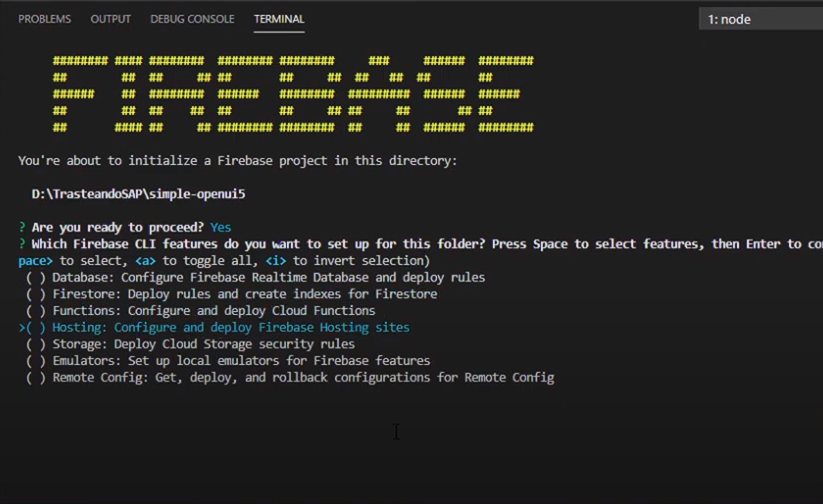 PROBLEMS OUTPUT DEBUG CONSOLE TERMINAL 1: node
FIREBASE
You're about to initialize a Firebase project in this directory:
D:\TrasteandoSAP\simple-openui5
? Are you ready to proceed? Yes
? Which Firebase CLI features do you want to set up for this folder? Press Space to select features, then Enter to co
pace> to select, <a> to toggle all, <i> to invert selection)
( ) Database: Configure Firebase Realtime Database and deploy rules
( ) Firestore: Deploy rules and create indexes for Firestore
( ) Functions: Configure and deploy Cloud Functions
>( ) Hosting: Configure and deploy Firebase Hosting sites
( ) Storage: Deploy Cloud Storage security rules
( ) Emulators: Set up local emulators for Firebase features
( ) Remote Config: Get, deploy, and rollback configurations for Remote Config